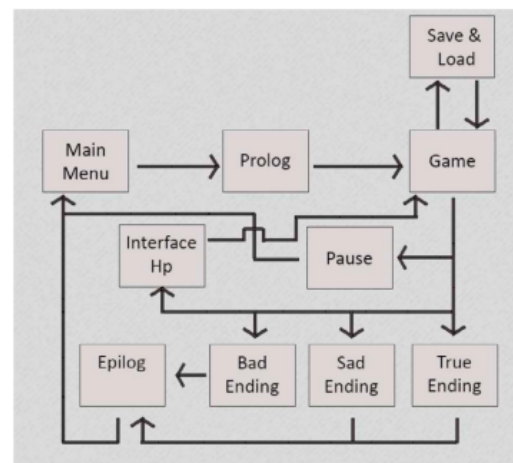 Save &
Load
Main
Menu
Prolog
Game
Interface
Hp
Pause
Epilog
Bad
Ending
Sad
Ending
True
Ending